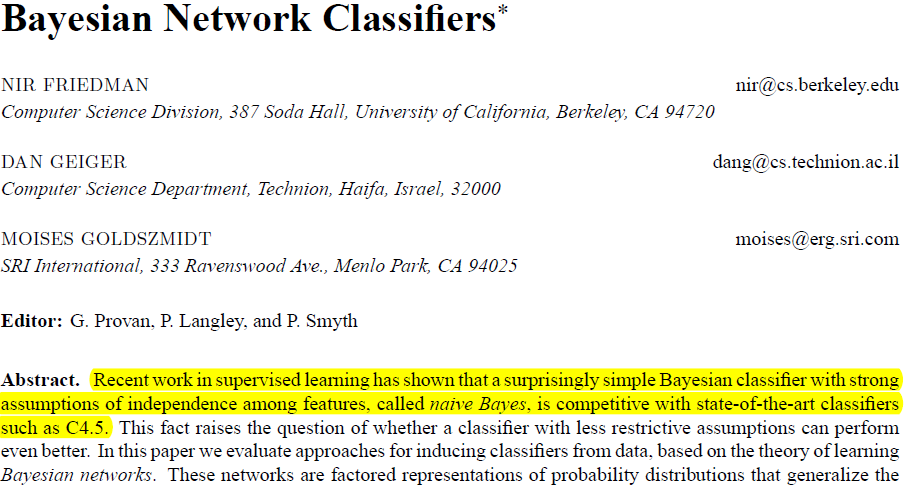 Bayesian Network Classifiers*
NIR FRIEDMAN nir@cs.berkeley.edu
Computer Science Division, 387 Soda Hall, University of California, Berkeley, CA 94720
DAN GEIGER dang@cs.technion.ac.il
Computer Science Department, Technion, Haifa, Israel, 32000
MOISES GOLDSZMIDT moises@erg.sri.com
SRI International, 333 Ravenswood Ave., Menlo Park, CA 94025
Editor: G. Provan, P. Langley, and P. Smyth
Abstract. Recent work in supervised learning has shown that a surprisingly simple Bayesian classifier with strong
assumptions of independence among features, called naive Bayes, is competitive with state-of-the-art classifiers
such as C4.5. This fact raises the question of whether a classifier with less restrictive assumptions can perform
even better. In this paper we evaluate approaches for inducing classifiers from data, based on the theory of learning
Bayesian networks. These networks are factored representations of probability distributions that generalize the